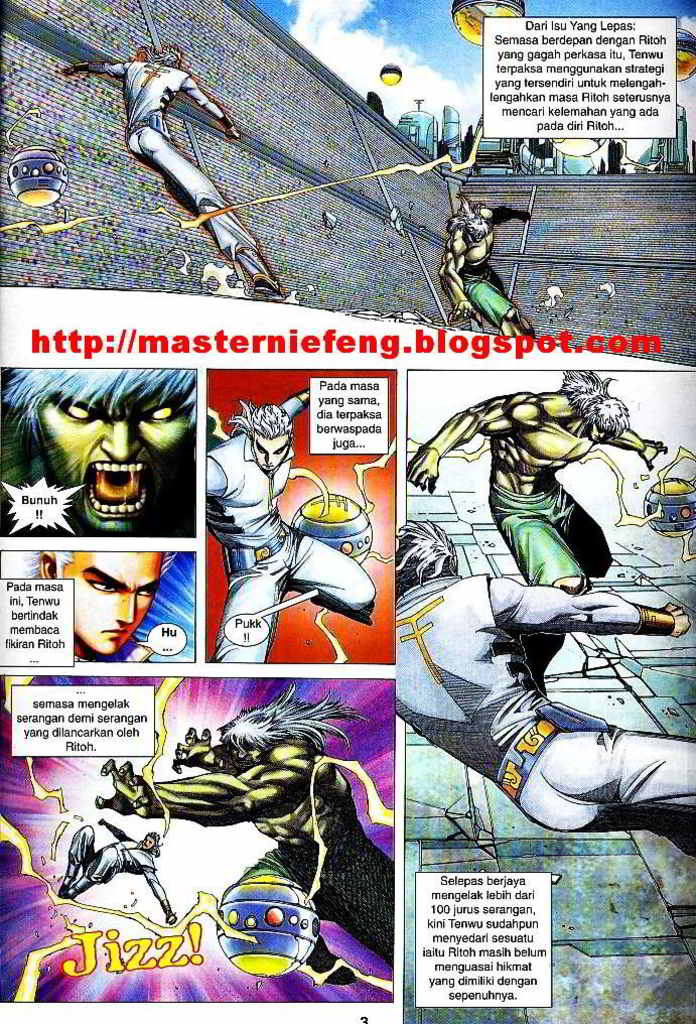 Dari Isu Yang Lepas:
Semasa berdepan dengan Ritoh
yang gagah perkasa itu, Tenwu
terpaksa menggunakan strategi
yang tersendiri untuk melengah-
lengahkan masa Ritoh seterusnya
mencari kelemahan yang ada
pada diri Ritoh...
http://masterniefeng.blogspot.com
Bunuh
!!
Pada masa
yang sama,
dia terpaksa
berwaspada
juga...
Pukk
!!
Pada masa
ini, Tenwu
bertindak
membaca
fikiran Ritoh
...
Hu
...
...
semasa mengelak
serangan demi serangan
yang dilancarkan oleh
Ritoh.
Jizz!
Selepas berjaya
mengelak lebih dari
100 jurus serangan,
kini Tenwu sudahpun
menyedari sesuatu
iaitu Ritoh masih belum
menguasai hikmat
yang dimiliki dengan
sepenuhnya.
3